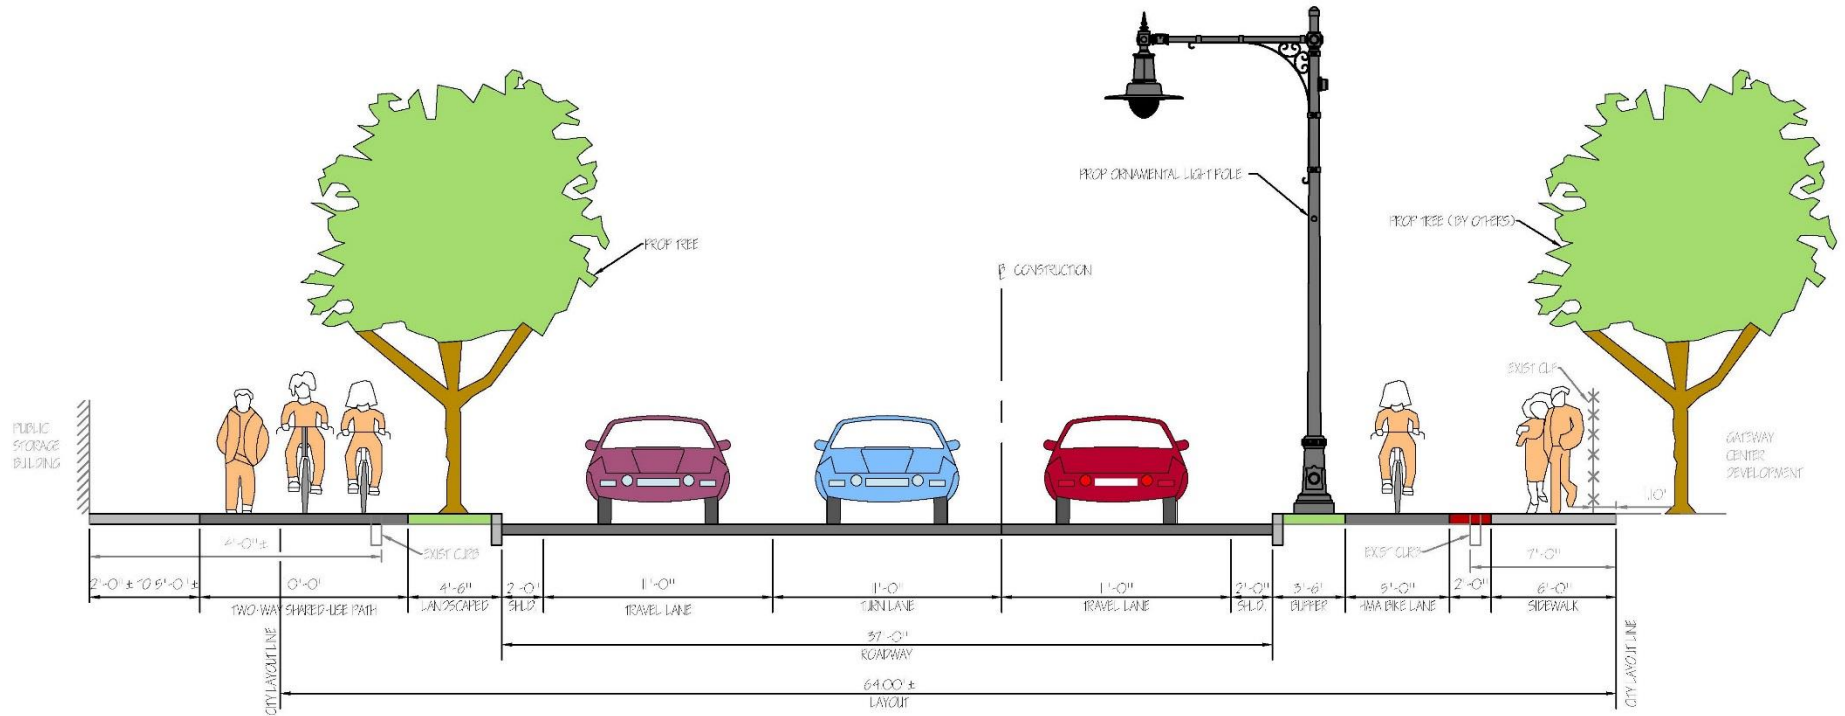 PROP ORNAMENTAL LIGHT POLE
PROP TREE (BY OTHERS)
PROP TREE
℄ CONSTRUCTION
EXIST CLF
PUBLIC
STORAGE
BUILDING
GATEWAY
CENTER
DEVELOPMENT
EXIST CURB
EXIST CURB
7'-0"
2'-0" ± TO 5'-0" ±
4'-6"
2'-0"
11'-0"
11'-0"
2'-0"
3'-6"
5'-0"
2'-0"
6'-0"
TWO-WAY SHARED-USE PATH
LANDSCAPED
SHLD.
TRAVEL LANE
TURN LANE
TRAVEL LANE
SHLD.
BUFFER
HMA BIKE LANE
SIDEWALK
37'-0"
ROADWAY
CITY LAYOUT LINE
CITY LAYOUT LINE
64.00' ±
LAYOUT